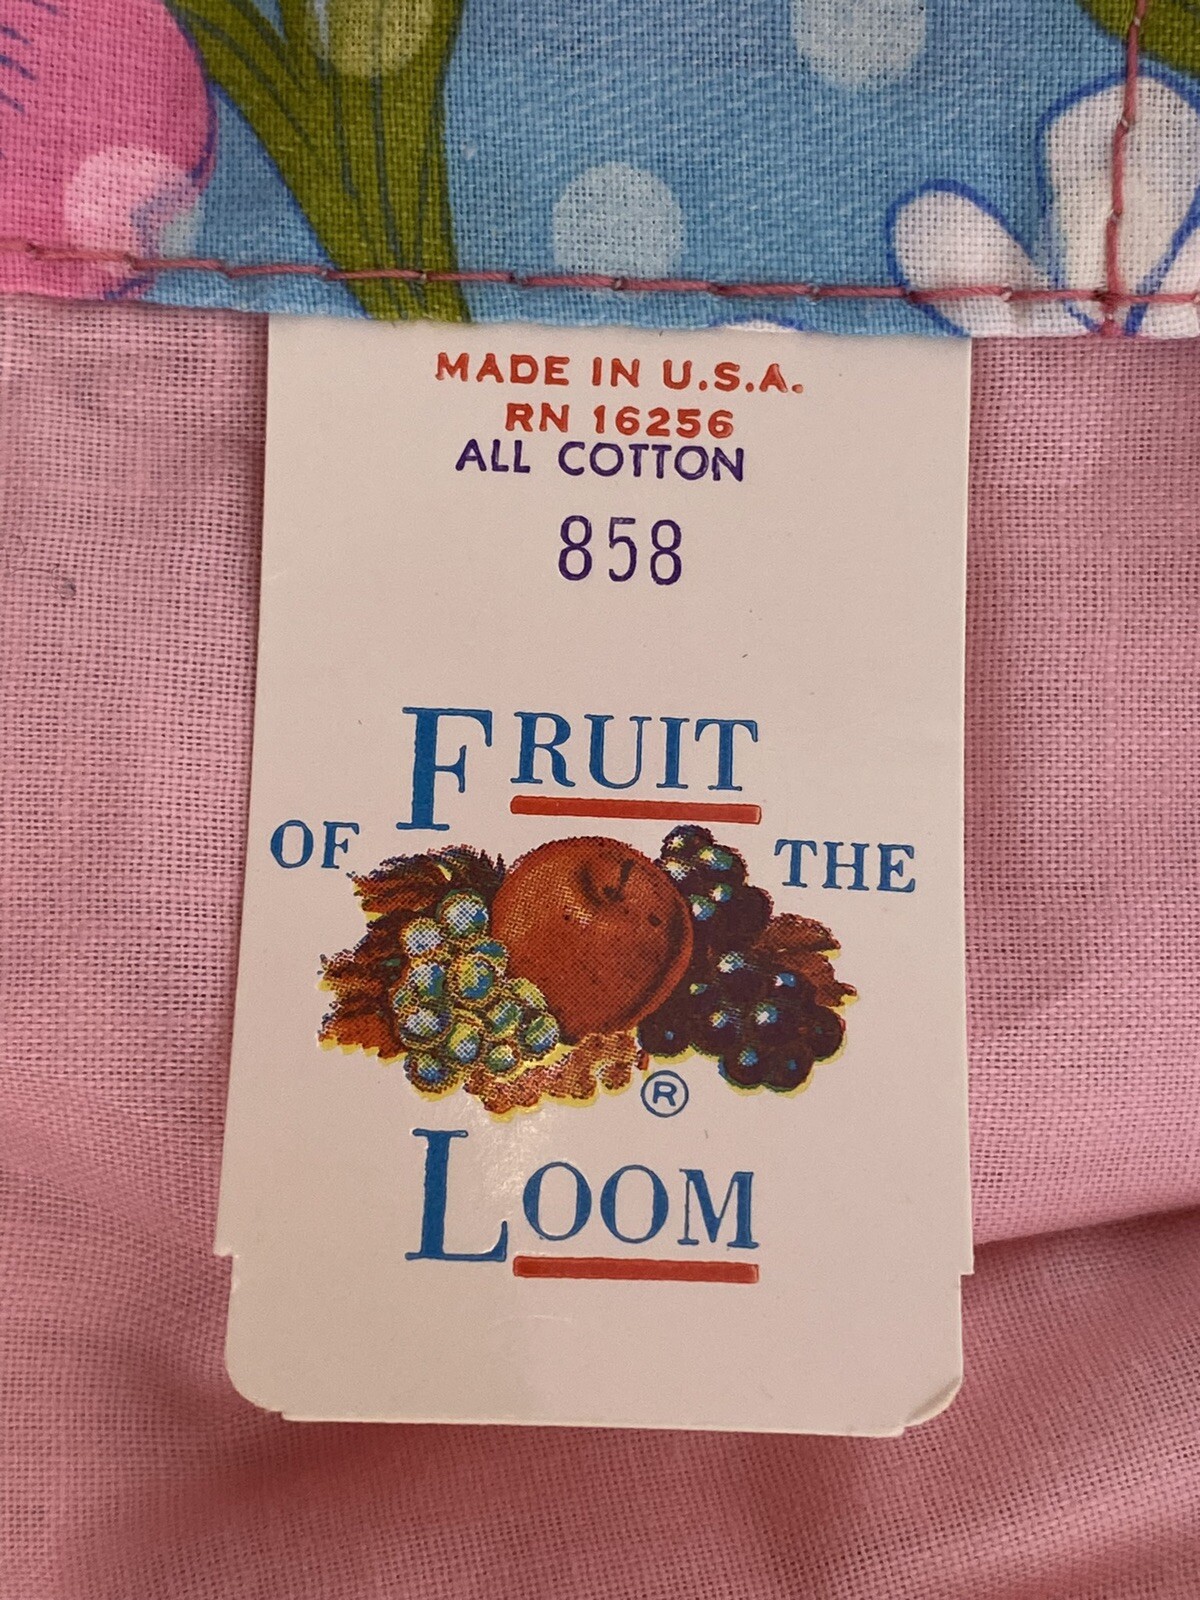 MADE IN U.S.A.
RN 16256
ALL COTTON
858
FRUIT
OF THE
®
LOOM